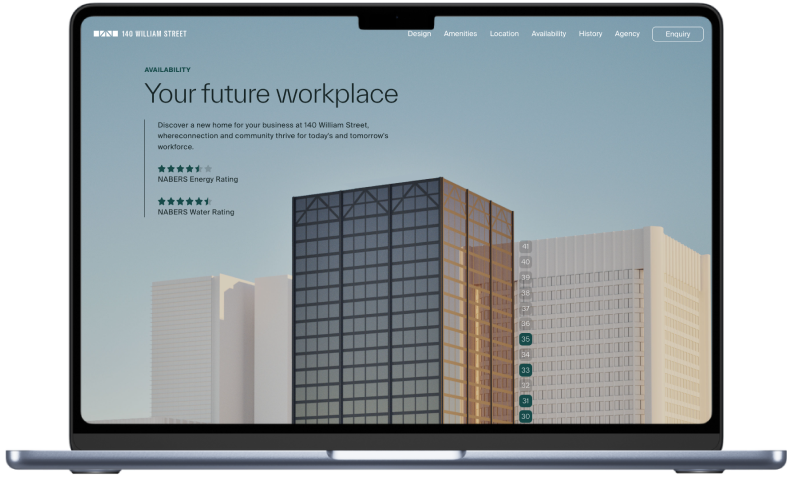 140 WILLIAM STREET
Design Amenities Location Availability History Agency Enquiry
AVAILABILITY
Your future workplace
Discover a new home for your business at 140 William Street,
whereconnection and community thrive for today's and tomorrow's
workforce.
NABERS Energy Rating
NABERS Water Rating
41
40
39
38
37
36
35
34
33
32
31
30